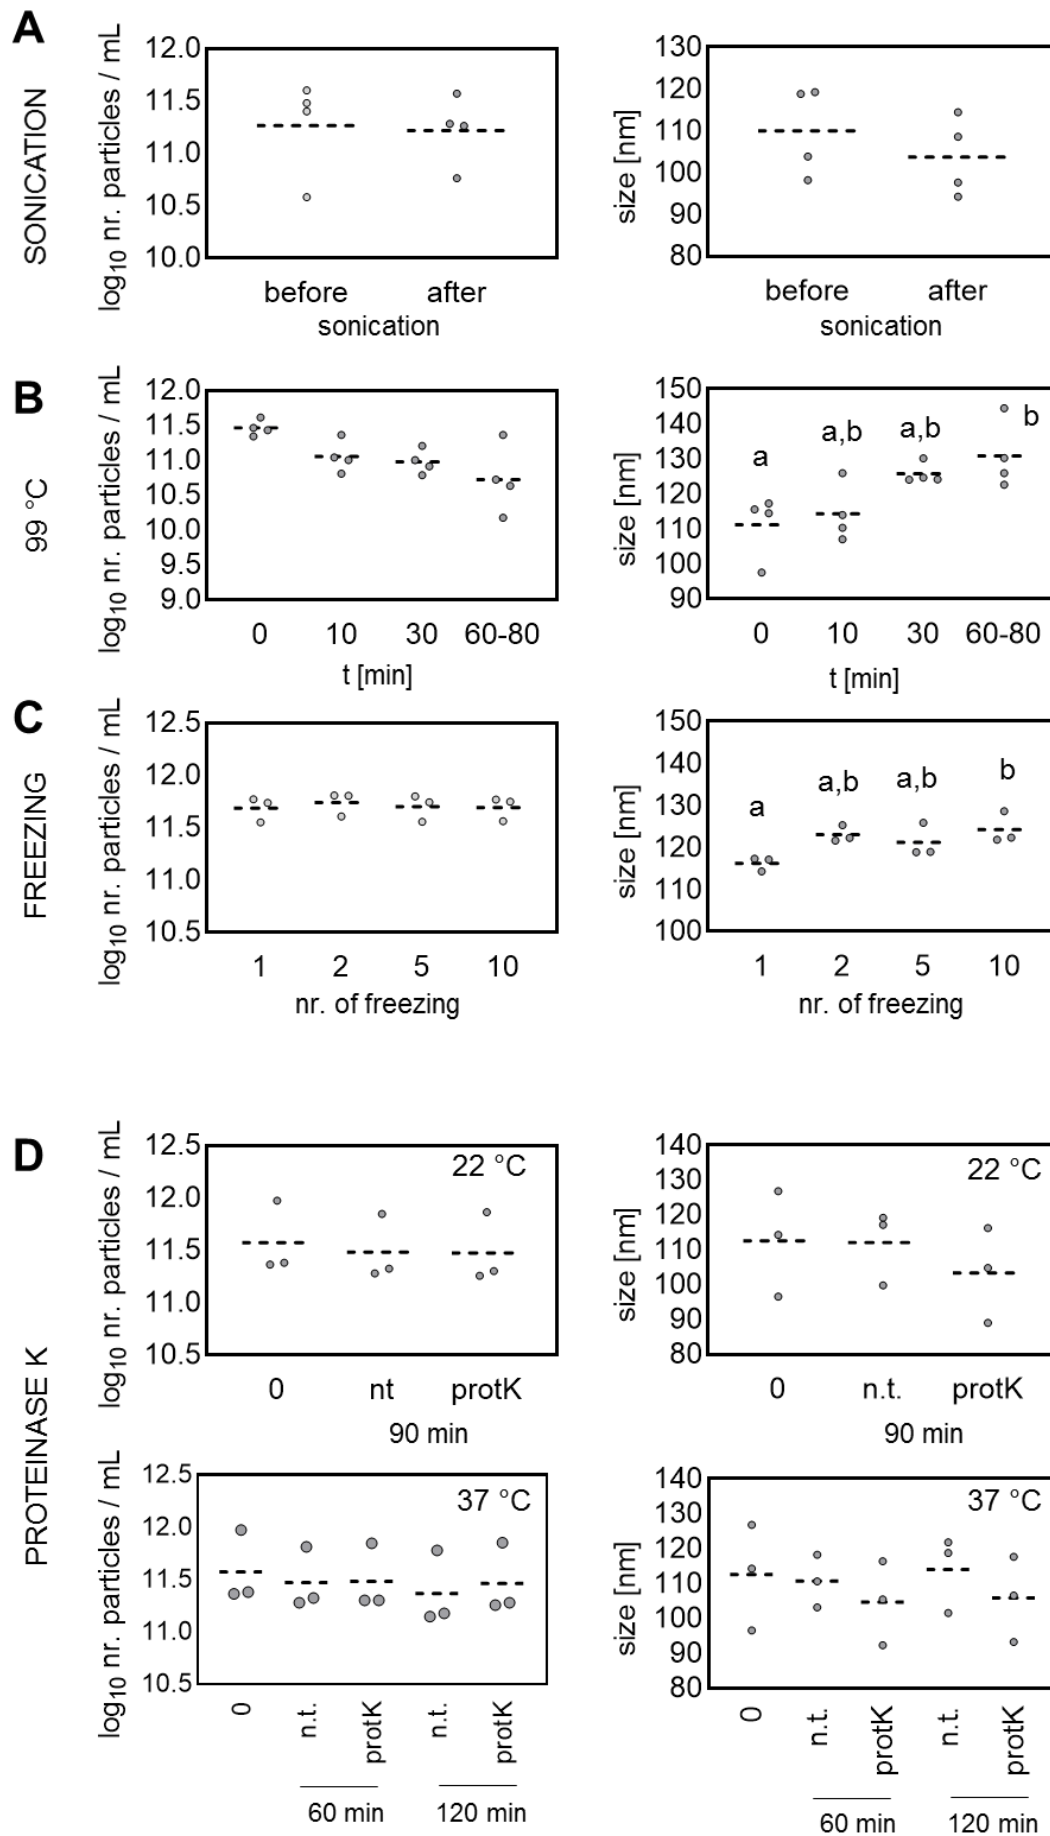 A
SONICATION
log10 nr. particles / mL
12.0
11.5
11.0
10.5
10.0
before
after
sonication
size [nm]
130
120
110
100
90
80
before
after
sonication
B
99 °C
log10 nr. particles / mL
12.0
11.5
11.0
10.5
10.0
9.5
9.0
0
10
30
60-80
t [min]
size [nm]
150
140
130
120
110
100
90
a
a,b
a,b
b
0
10
30
60-80
t [min]
C
FREEZING
log10 nr. particles / mL
12.5
12.0
11.5
11.0
10.5
1
2
5
10
nr. of freezing
size [nm]
150
140
130
120
110
100
a
a,b
a,b
b
1
2
5
10
nr. of freezing
D
PROTEINASE K
log10 nr. particles / mL
12.5
12.0
11.5
11.0
10.5
22 °C
0
nt
protK
90 min
size [nm]
140
130
120
110
100
90
80
22 °C
0
n.t.
protK
90 min
log10 nr. particles / mL
12.5
12.0
11.5
11.0
10.5
37 °C
0
n.t.
protK
n.t.
protK
60 min
120 min
size [nm]
140
130
120
110
100
90
80
37 °C
0
n.t.
protK
n.t.
protK
60 min
120 min